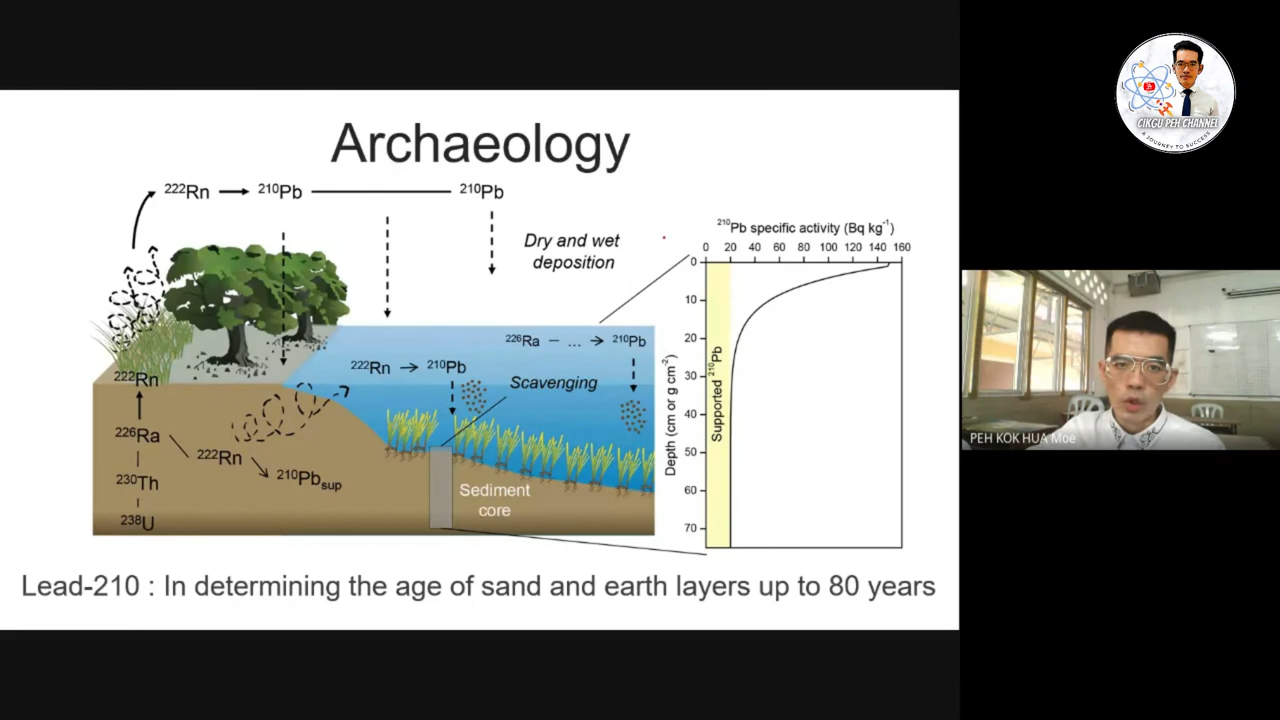 Archaeology
²²²Rn → ²¹⁰Pb ²¹⁰Pb
Dry and wet
deposition
²²²Rn → ²¹⁰Pb
²²⁶Ra — ... → ²¹⁰Pb
Scavenging
²²²Rn
²²⁶Ra
²²²Rn
²¹⁰Pbsup
²³⁰Th
²³⁸U
Sediment
core
²¹⁰Pb specific activity (Bq kg⁻¹)
0 20 40 60 80 100 120 140 160
0
10
20
30
40
50
60
70
Depth (cm or g cm⁻²)
Supported ²¹⁰Pb
Lead-210 : In determining the age of sand and earth layers up to 80 years
CIKGU PEH CHANNEL
A JOURNEY TO SUCCESS
PEH KOK HUA Moe